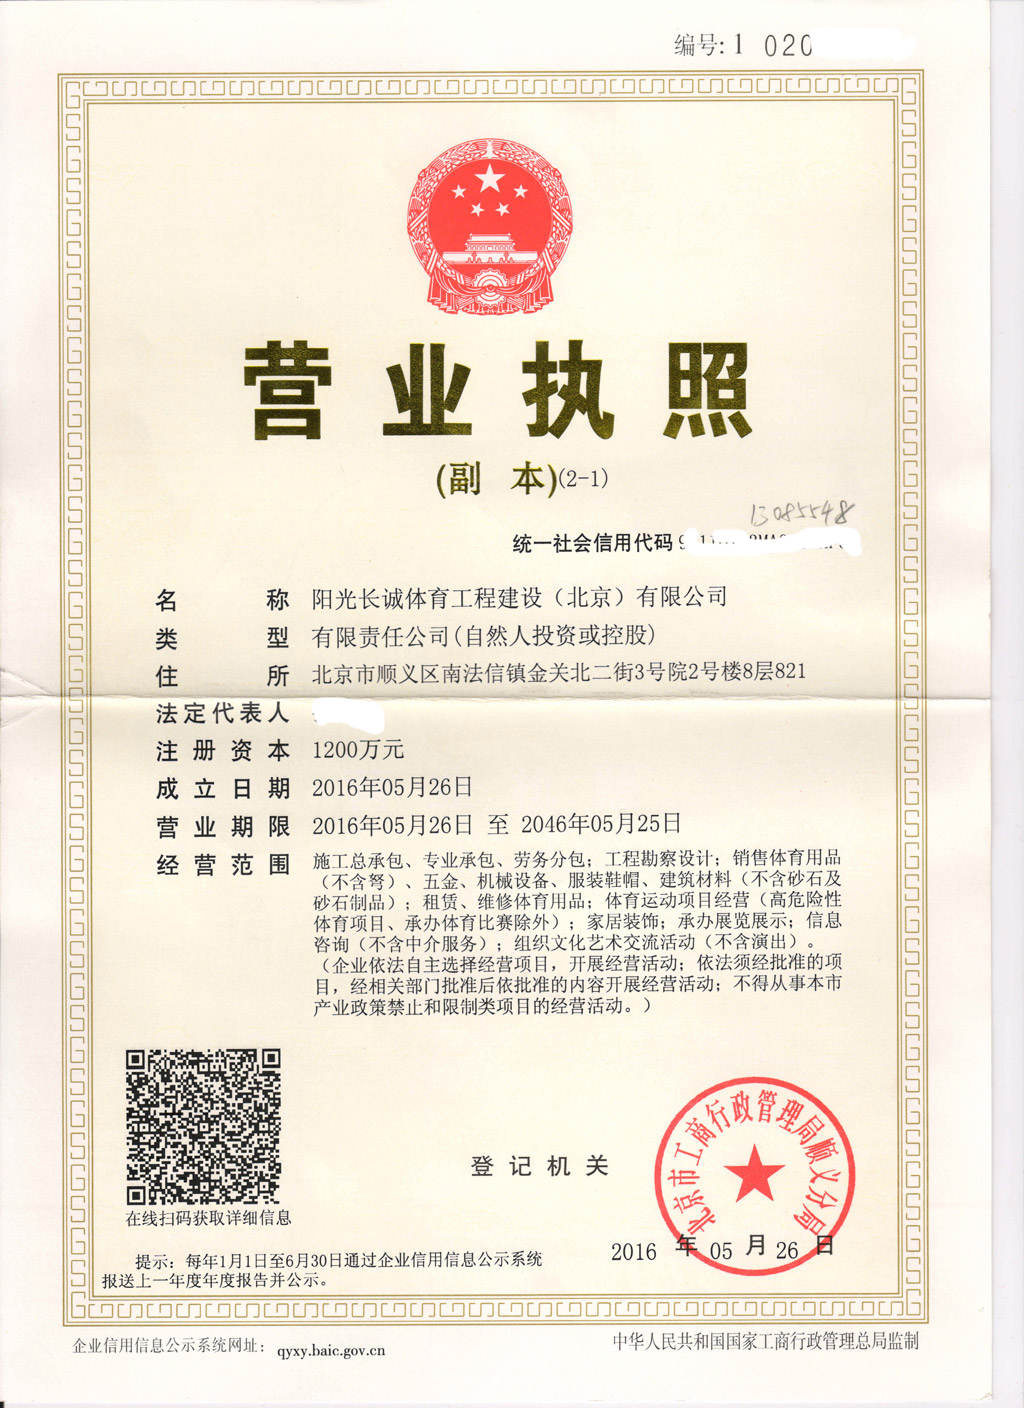 编号:1 020
营业执照
(副 本)(2-1)
13085548
统一社会信用代码
名 称 阳光长诚体育工程建设（北京）有限公司
类 型 有限责任公司(自然人投资或控股)
住 所 北京市顺义区南法信镇金关北二街3号院2号楼8层821
法定代表人
注册资本 1200万元
成立日期 2016年05月26日
营业期限 2016年05月26日 至 2046年05月25日
经营范围 施工总承包、专业承包、劳务分包；工程勘察设计；销售体育用品
（不含弩）、五金、机械设备、服装鞋帽、建筑材料（不含砂石及
砂石制品）；租赁、维修体育用品；体育运动项目经营（高危险性
体育项目、承办体育比赛除外）；家居装饰；承办展览展示；信息
咨询（不含中介服务）；组织文化艺术交流活动（不含演出）。
（企业依法自主选择经营项目，开展经营活动；依法须经批准的项
目，经相关部门批准后依批准的内容开展经营活动；不得从事本市
产业政策禁止和限制类项目的经营活动。）
在线扫码获取详细信息
登记机关
北京市工商行政管理局顺义分局
2016 年 05 月 26 日
提示：每年1月1日至6月30日通过企业信用信息公示系统
报送上一年度年度报告并公示。
企业信用信息公示系统网址： qyxy.baic.gov.cn
中华人民共和国国家工商行政管理总局监制